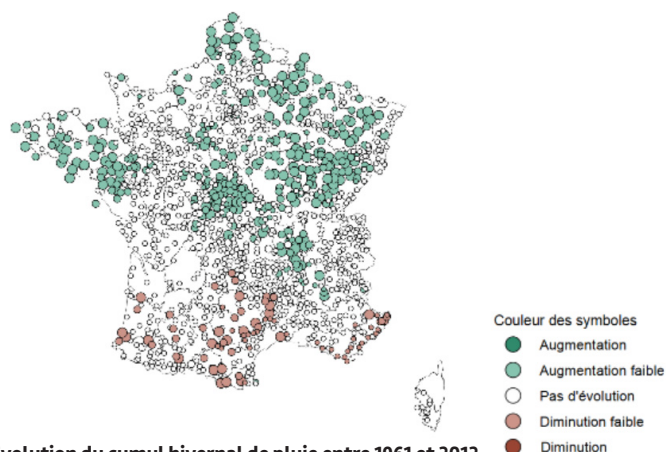 Couleur des symboles
Augmentation
Augmentation faible
Pas d'évolution
Diminution faible
Diminution
volution du cumul hivernal de pluie entre 1961 et 2012